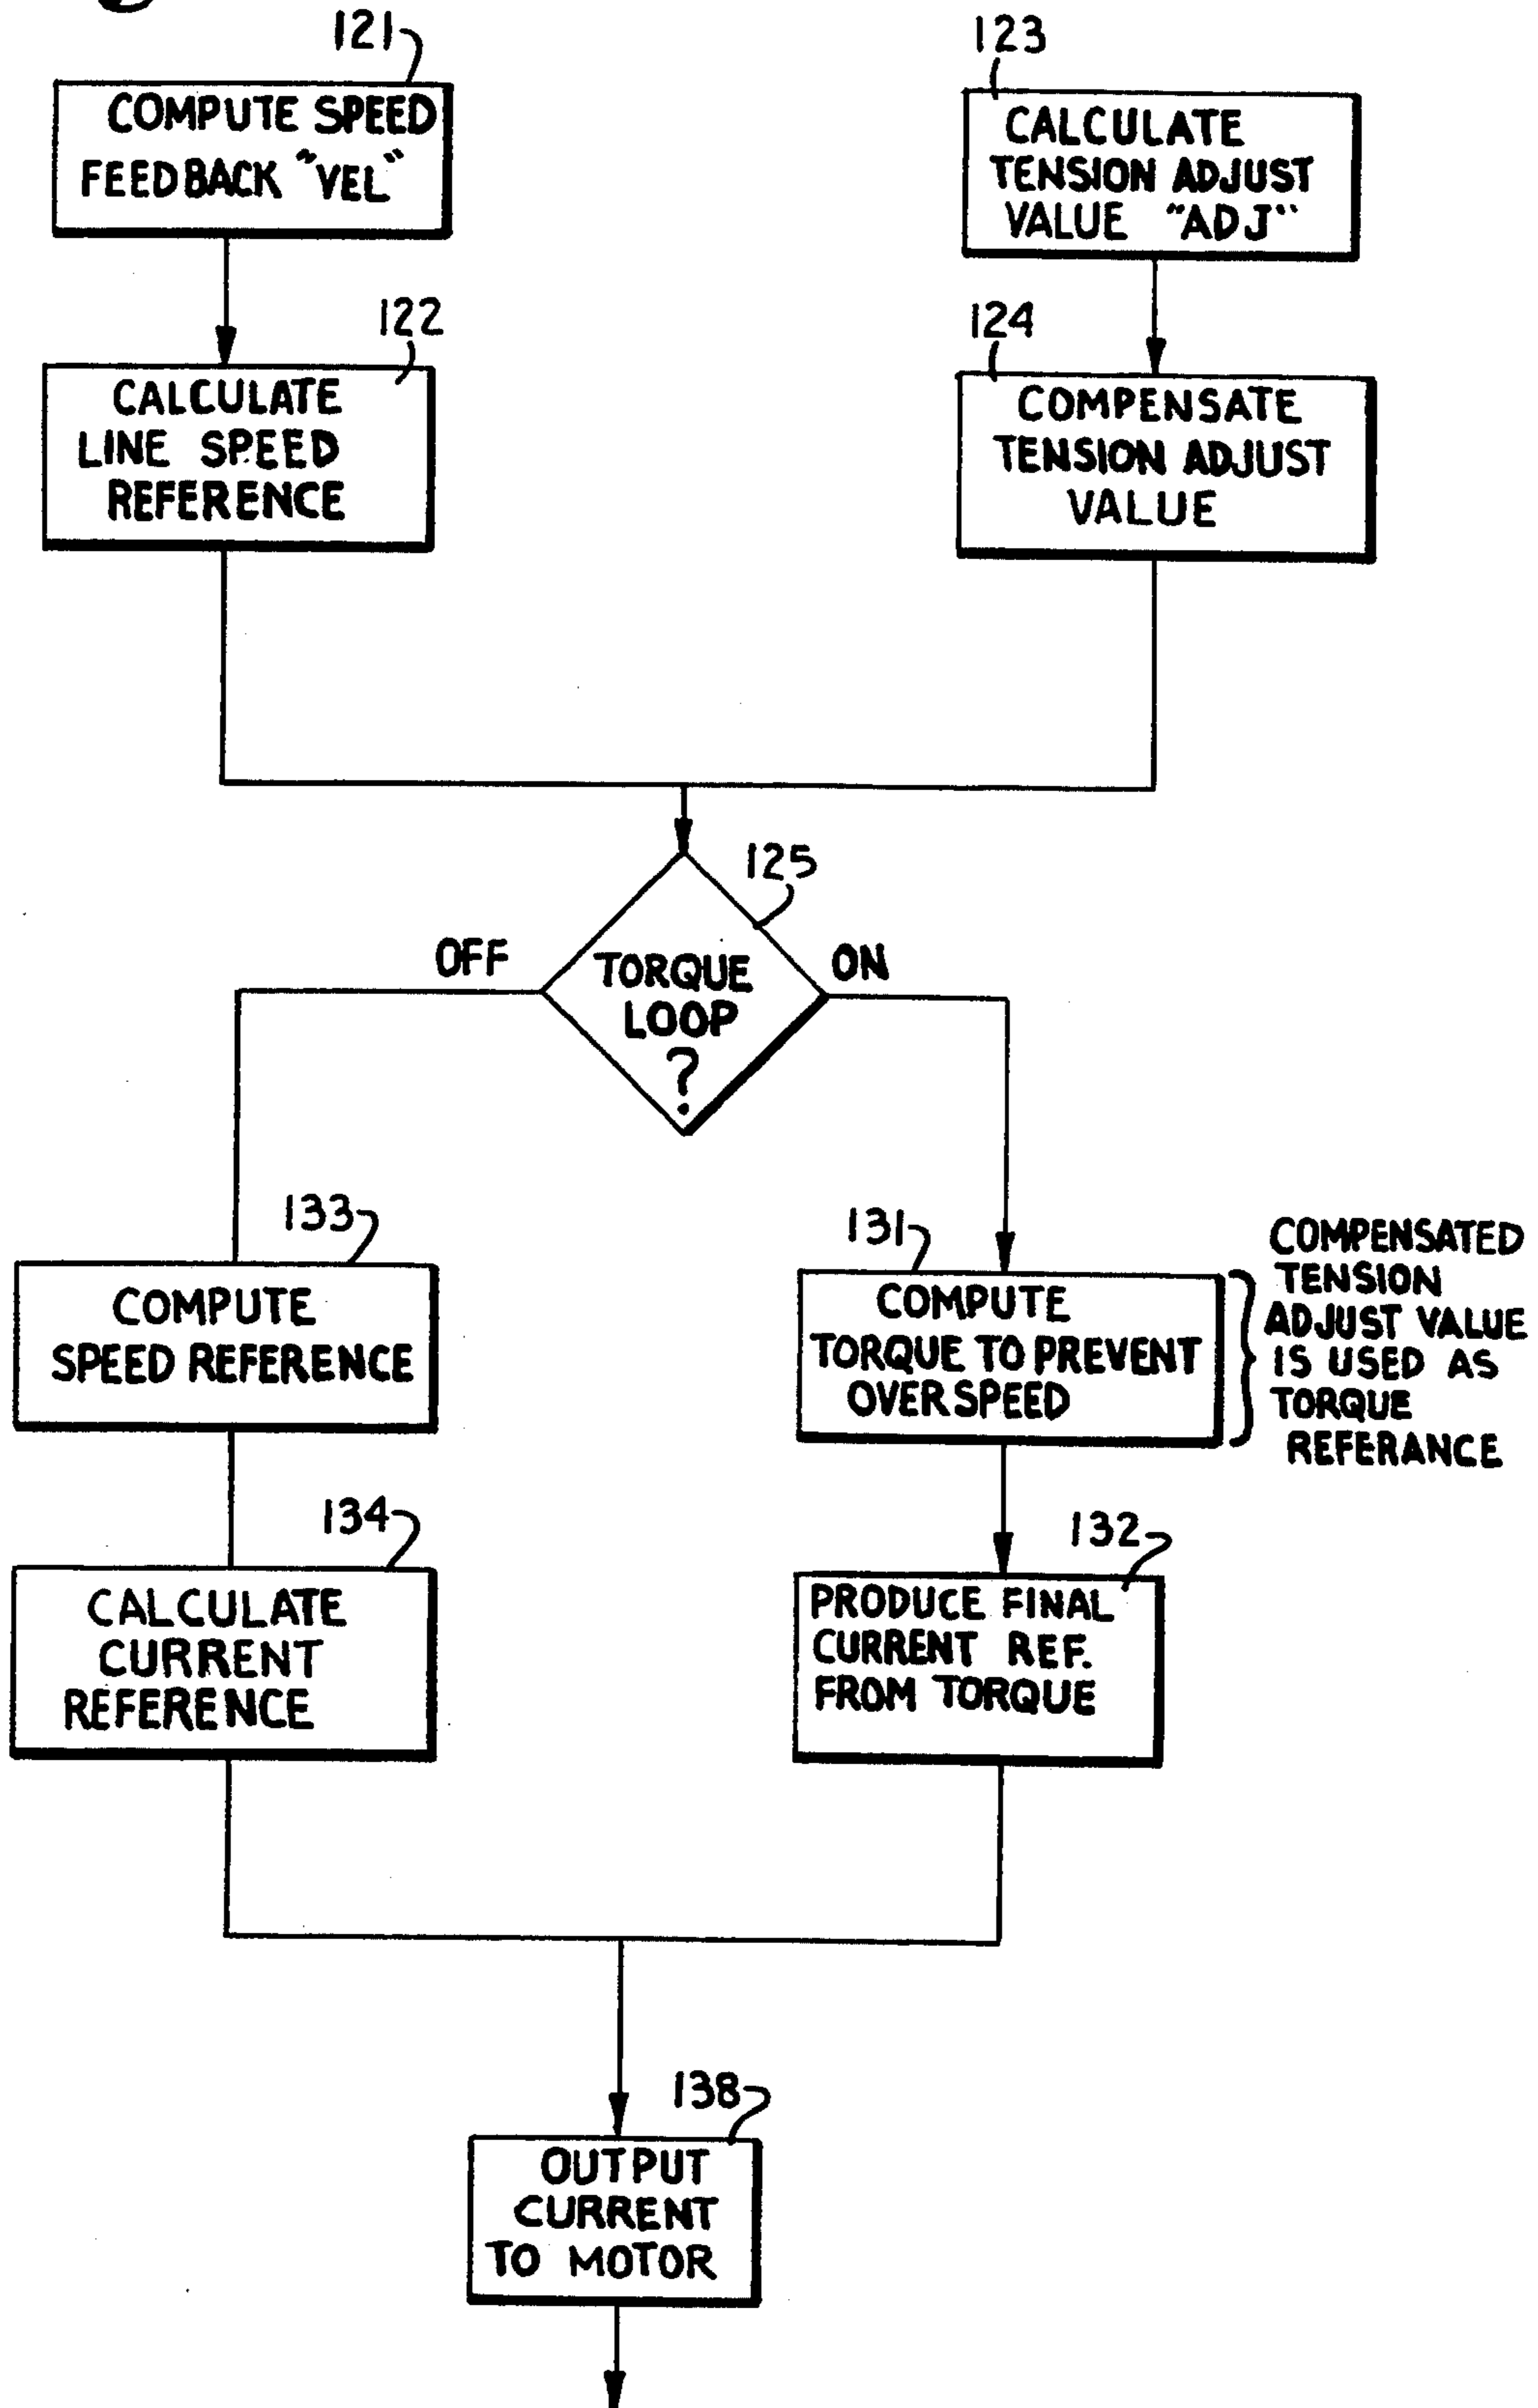 121
COMPUTE SPEED
FEEDBACK "VEL"
123
CALCULATE
TENSION ADJUST
VALUE "ADJ"
122
CALCULATE
LINE SPEED
REFERENCE
124
COMPENSATE
TENSION ADJUST
VALUE
125
OFF
TORQUE
LOOP
?
ON
133
COMPUTE
SPEED REFERENCE
131
COMPUTE
TORQUE TO PREVENT
OVERSPEED
COMPENSATED
TENSION
ADJUST VALUE
IS USED AS
TORQUE
REFERANCE
134
CALCULATE
CURRENT
REFERENCE
132
PRODUCE FINAL
CURRENT REF.
FROM TORQUE
138
OUTPUT
CURRENT
TO MOTOR